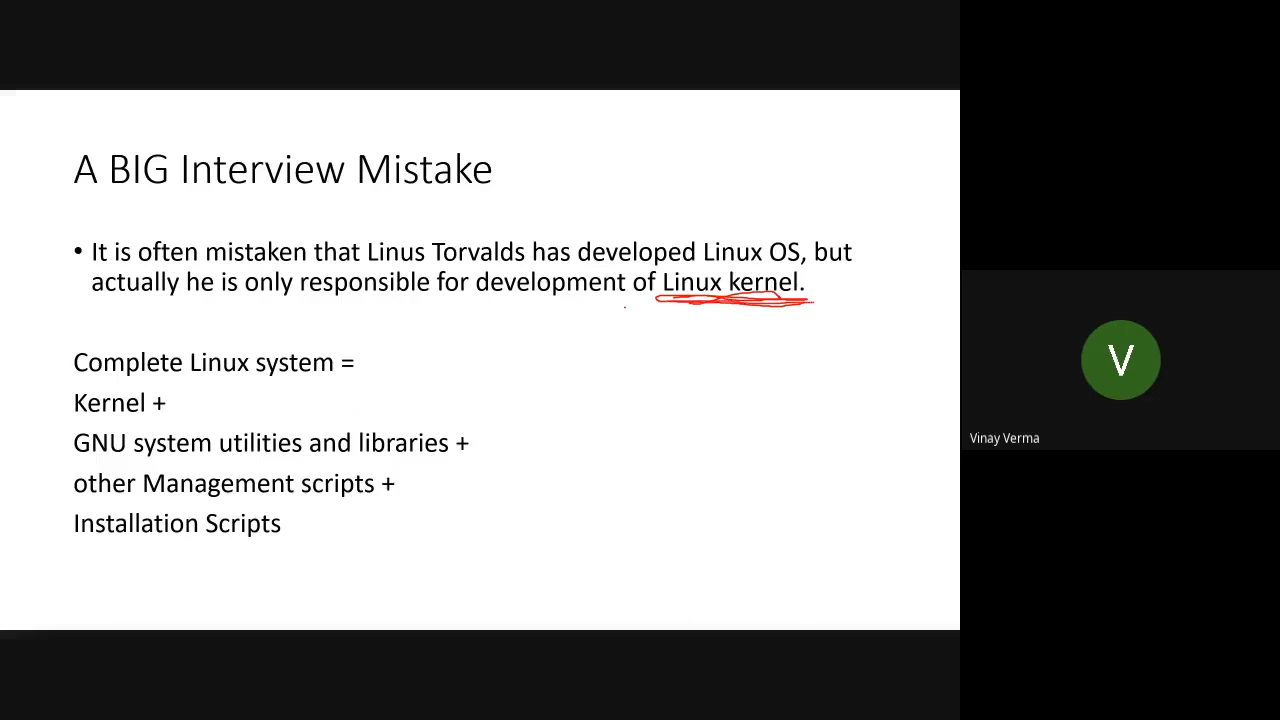 A BIG Interview Mistake
• It is often mistaken that Linus Torvalds has developed Linux OS, but
actually he is only responsible for development of Linux kernel.
Complete Linux system =
Kernel +
GNU system utilities and libraries +
other Management scripts +
Installation Scripts
V
Vinay Verma